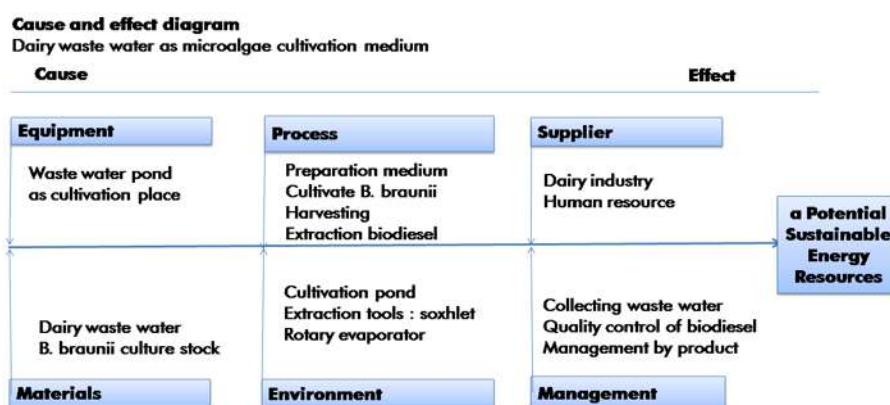 Cause and effect diagram
Dairy waste water as microalgae cultivation medium
Cause
Effect
Equipment
Process
Supplier
Waste water pond
as cultivation place
Preparation medium
Cultivate B. braunii
Harvesting
Extraction biodiesel
Dairy industry
Human resource
a Potential
Sustainable
Energy
Resources
Dairy waste water
B. braunii culture stock
Cultivation pond
Extraction tools : soxhlet
Rotary evaporator
Collecting waste water
Quality control of biodiesel
Management by product
Materials
Environment
Management